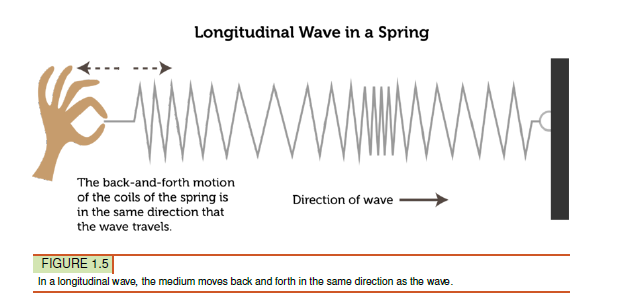 Longitudinal Wave in a Spring
The back-and-forth motion
of the coils of the spring is
in the same direction that
the wave travels.
Direction of wave
FIGURE 1.5
In a longitudinal wave, the medium moves back and forth in the same direction as the wave.